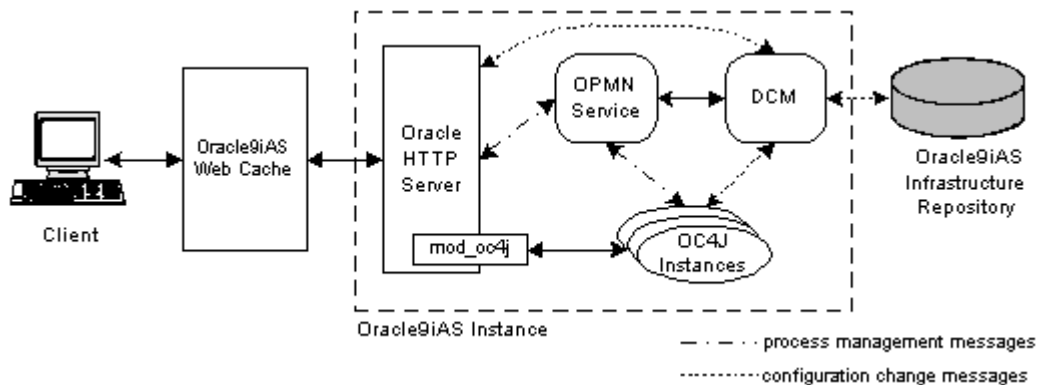 Client
Oracle9iAS
Web Cache
Oracle
HTTP
Server
mod_oc4j
OPMN
Service
DCM
OC4J
Instances
Oracle9iAS
Infrastructure
Repository
Oracle9iAS Instance
process management messages
configuration change messages